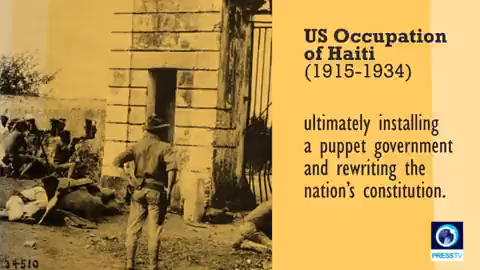 US Occupation
of Haiti
(1915-1934)
ultimately installing
a puppet government
and rewriting the
nation's constitution.
PRESSTV
34510